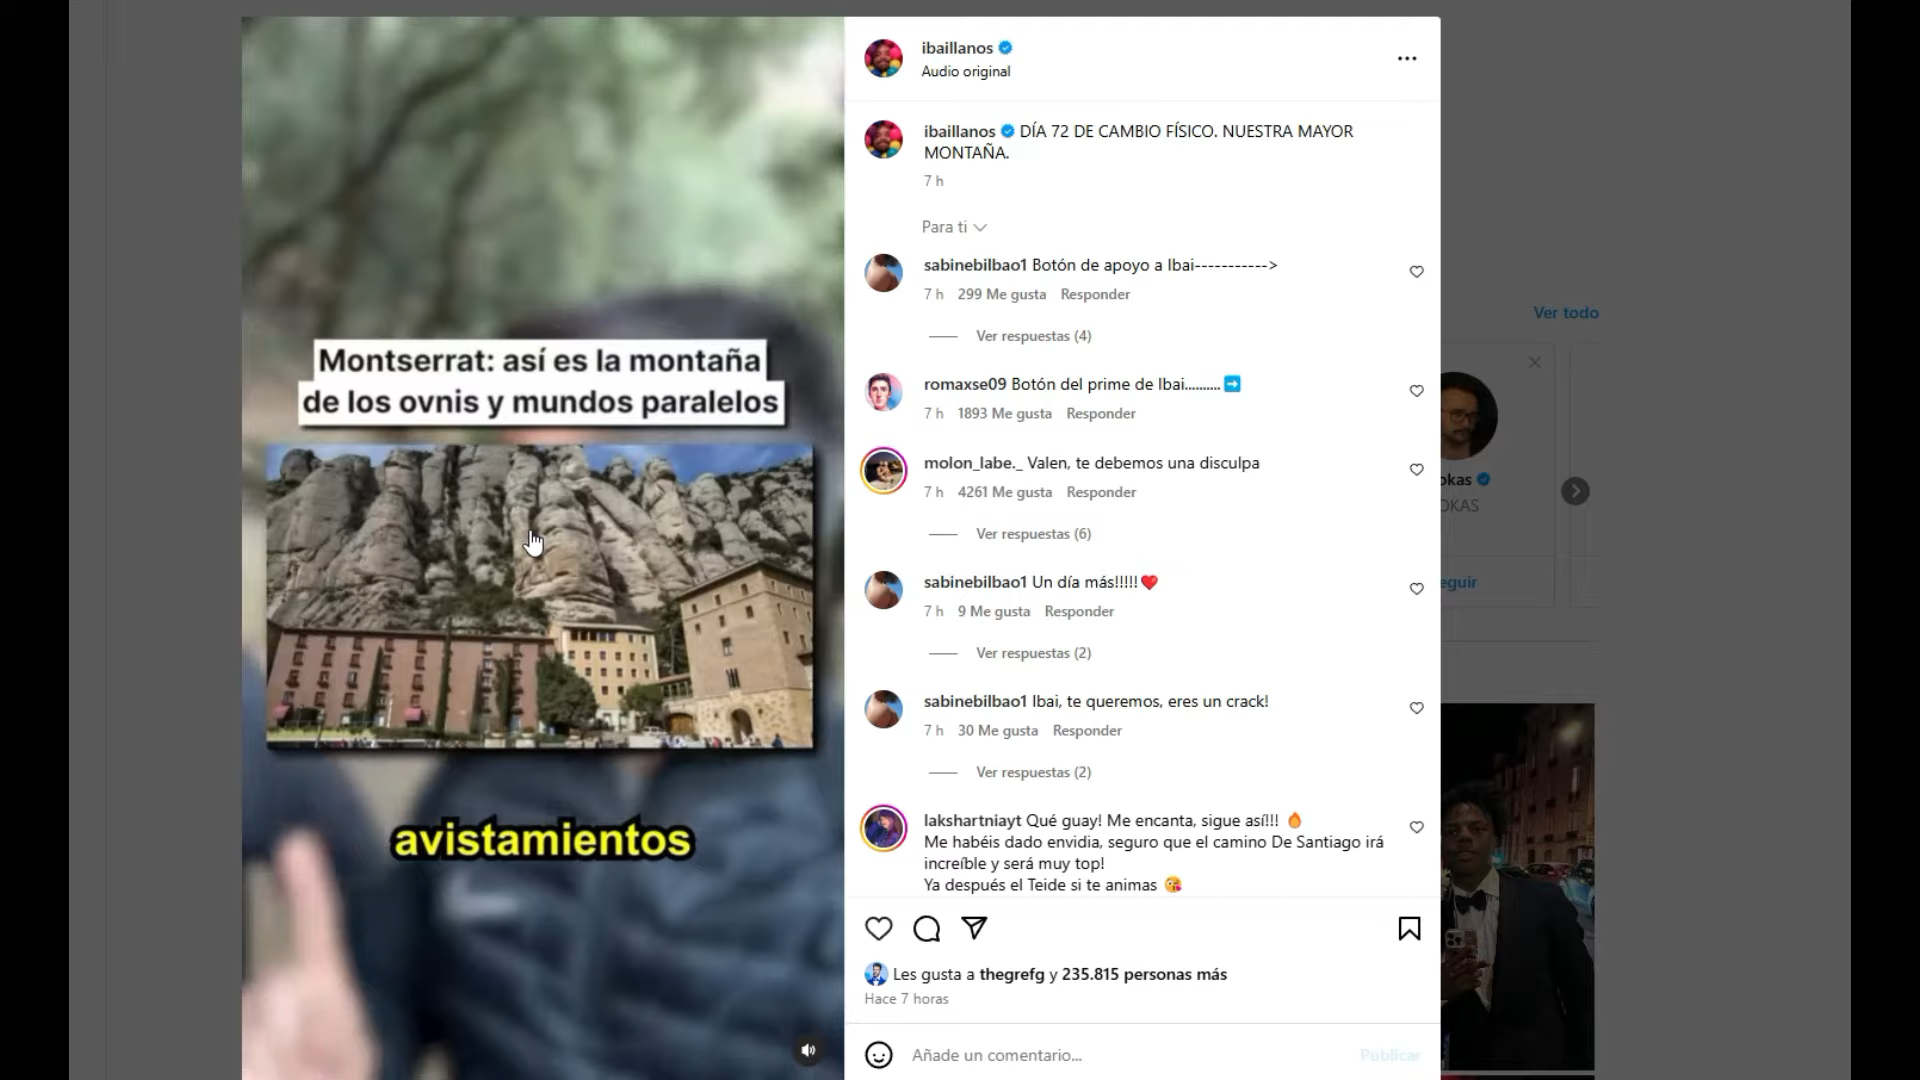 Montserrat: así es la montaña
de los ovnis y mundos paralelos
avistamientos
ibaillanos
Audio original
ibaillanos DÍA 72 DE CAMBIO FÍSICO. NUESTRA MAYOR
MONTAÑA.
7 h
Para ti
sabinebilbao1 Botón de apoyo a Ibai----------->
7 h 299 Me gusta Responder
Ver respuestas (4)
romaxse09 Botón del prime de Ibai.......... ➡️
7 h 1893 Me gusta Responder
molon_labe._ Valen, te debemos una disculpa
7 h 4261 Me gusta Responder
Ver respuestas (6)
sabinebilbao1 Un día más!!!!!❤️
7 h 9 Me gusta Responder
Ver respuestas (2)
sabinebilbao1 Ibai, te queremos, eres un crack!
7 h 30 Me gusta Responder
Ver respuestas (2)
lakshartniayt Qué guay! Me encanta, sigue así!!! 🔥
Me habéis dado envidia, seguro que el camino De Santiago irá
increíble y será muy top!
Ya después el Teide si te animas 😘
Les gusta a thegrefg y 235.815 personas más
Hace 7 horas
Añade un comentario...
Publicar
Ver todo
okas
OKAS
eguir